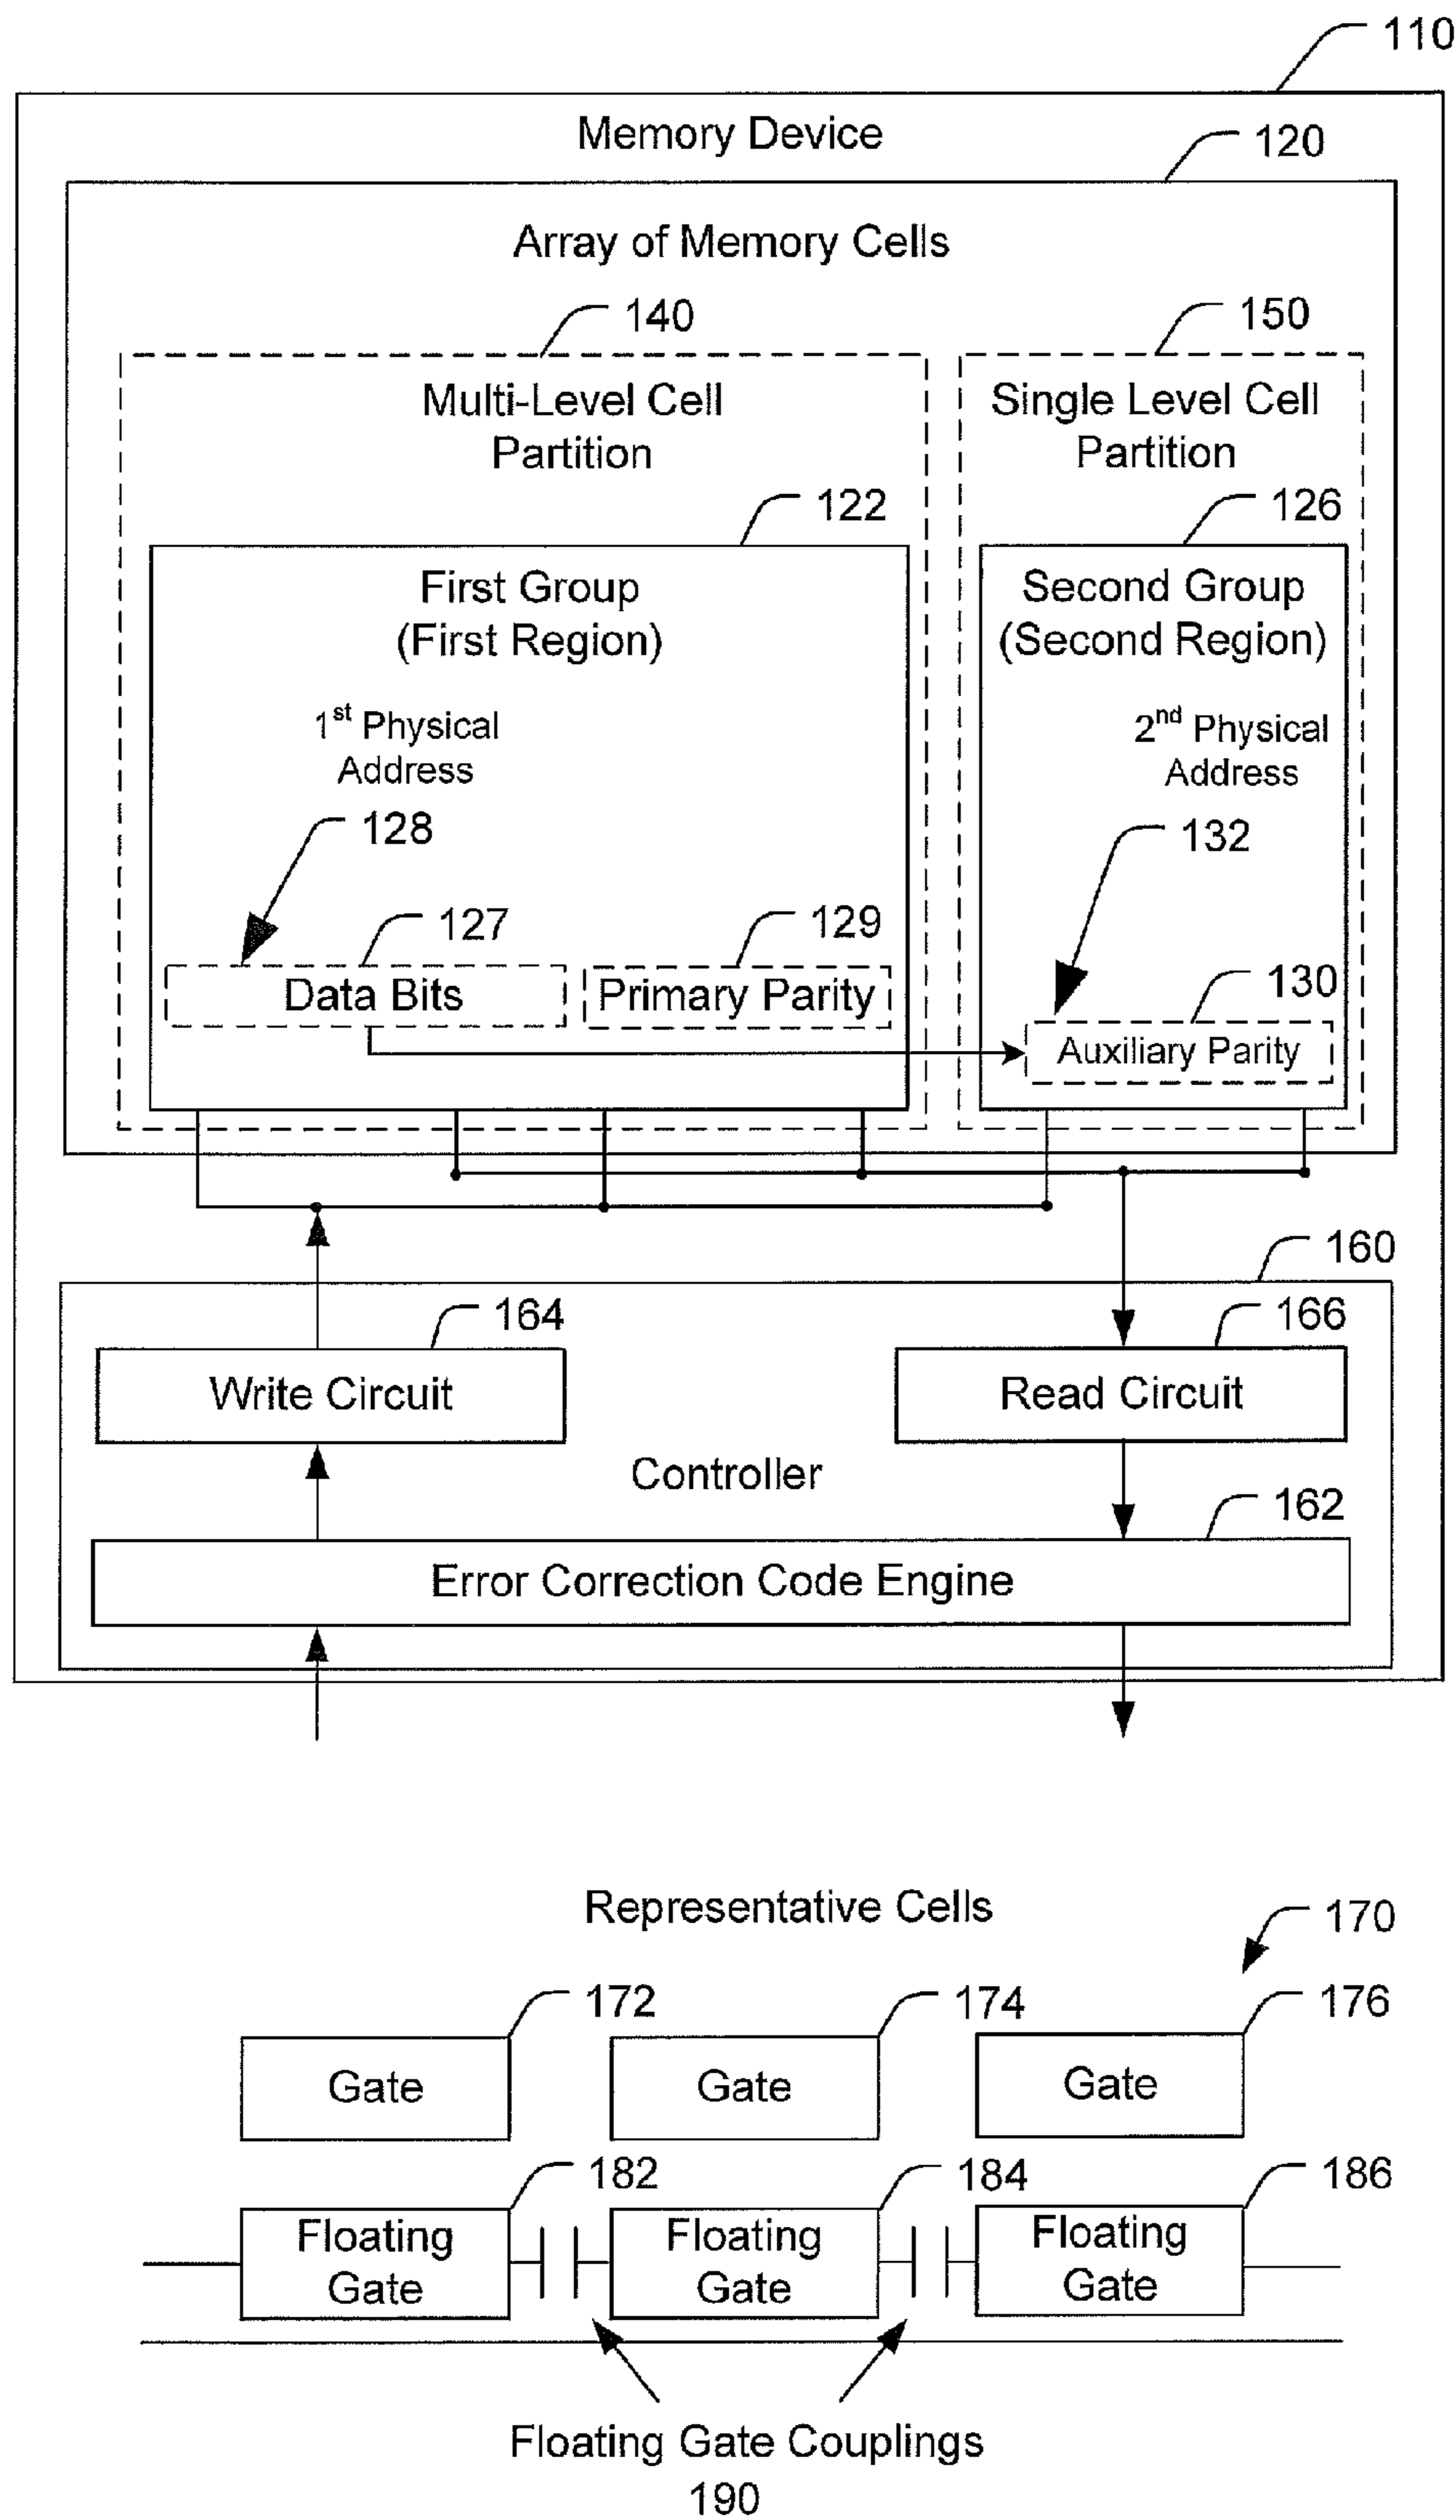 110
Memory Device
120
Array of Memory Cells
140
150
Multi-Level Cell
Partition
Single Level Cell
Partition
122
126
First Group
(First Region)
Second Group
(Second Region)
1st Physical
Address
2nd Physical
Address
128
132
127
129
Data Bits
Primary Parity
130
Auxiliary Parity
160
164
166
Write Circuit
Read Circuit
Controller
162
Error Correction Code Engine
Representative Cells
170
172
174
176
Gate
Gate
Gate
182
184
186
Floating
Gate
Floating
Gate
Floating
Gate
Floating Gate Couplings
190